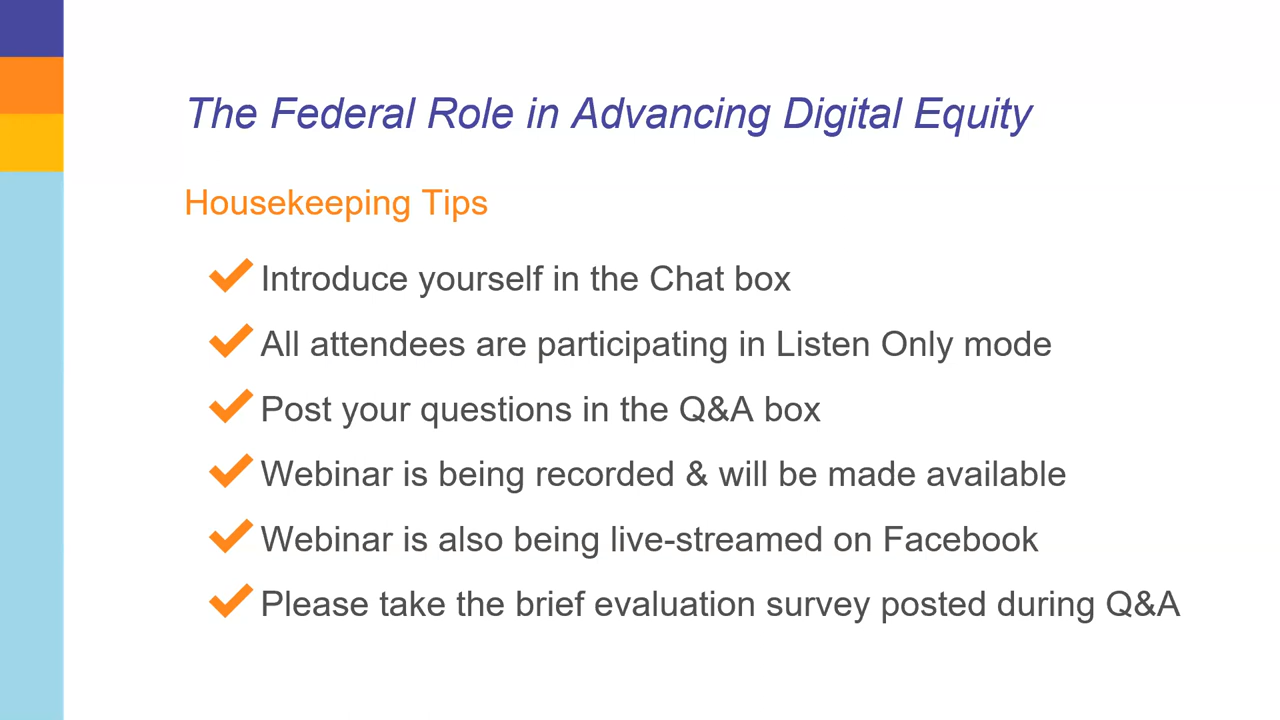 The Federal Role in Advancing Digital Equity
Housekeeping Tips
Introduce yourself in the Chat box
All attendees are participating in Listen Only mode
Post your questions in the Q&A box
Webinar is being recorded & will be made available
Webinar is also being live-streamed on Facebook
Please take the brief evaluation survey posted during Q&A